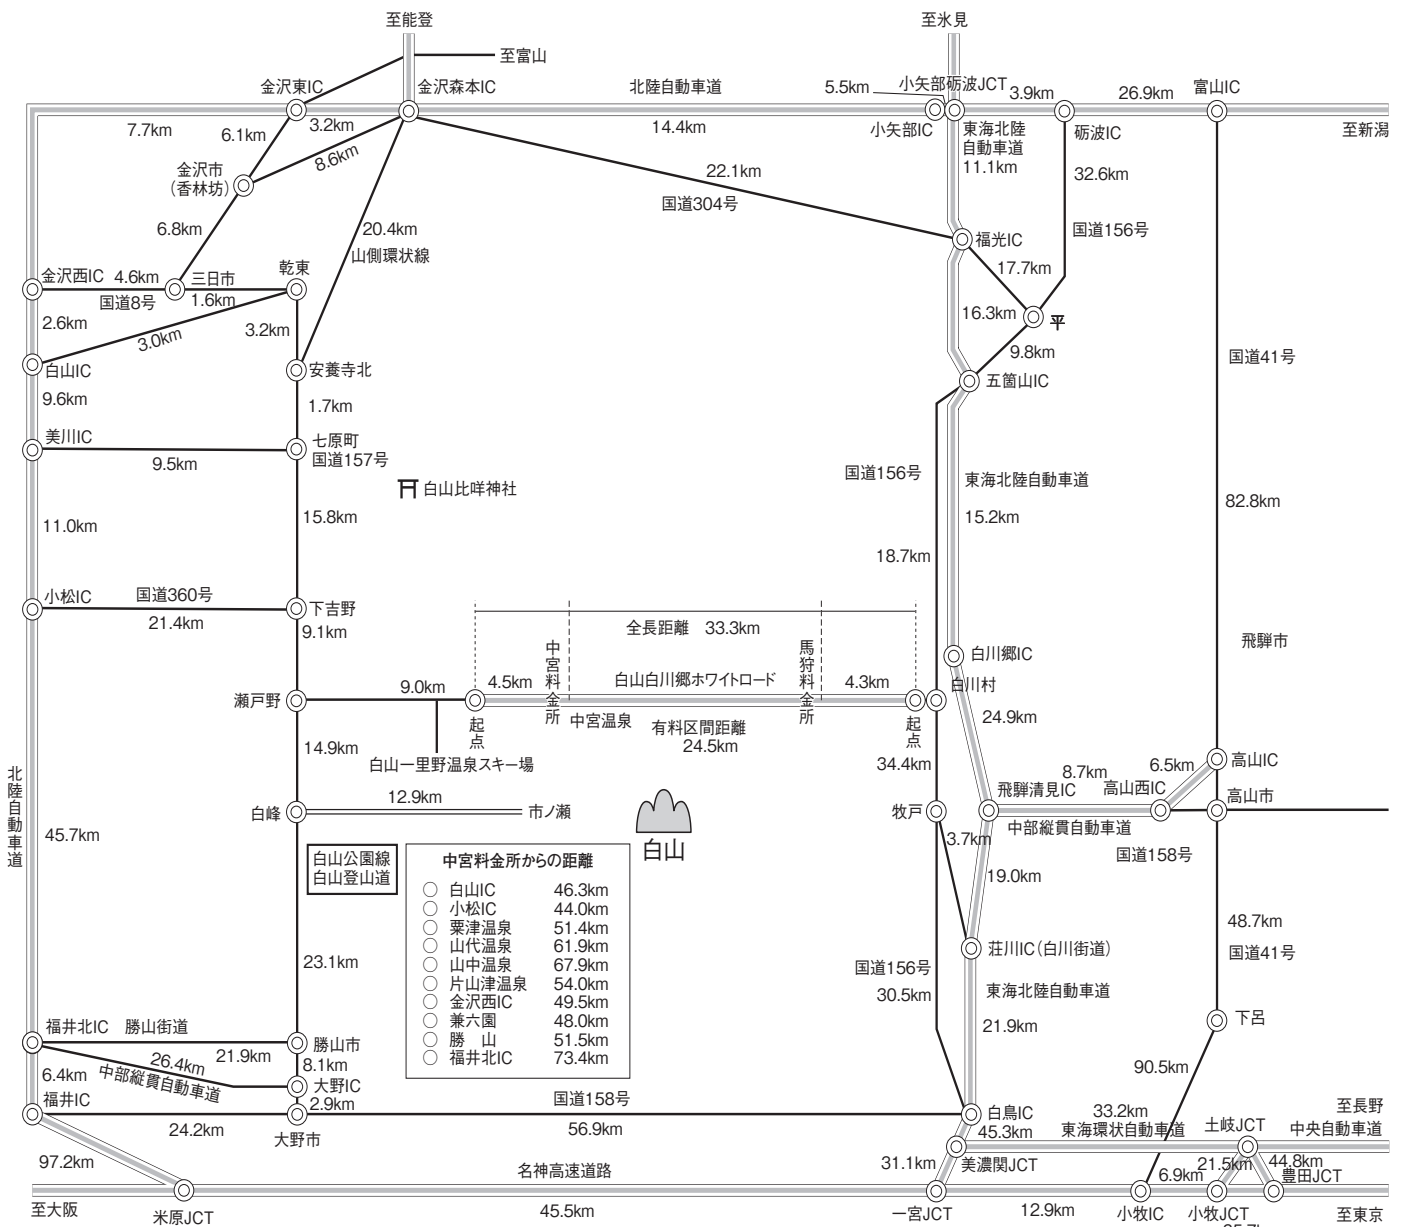 至能登
至氷見
至富山
金沢東IC
金沢森本IC
北陸自動車道
5.5km
小矢部砺波JCT
3.9km
26.9km
富山IC
7.7km
6.1km
3.2km
14.4km
小矢部IC
東海北陸
自動車道
11.1km
砺波IC
至新潟
金沢市
（香林坊）
8.6km
22.1km
国道304号
32.6km
6.8km
20.4km
山側環状線
福光IC
国道156号
金沢西IC
4.6km
三日市
乾東
17.7km
国道8号
1.6km
2.6km
3.0km
3.2km
16.3km
平
白山IC
安養寺北
9.8km
国道41号
9.6km
1.7km
五箇山IC
美川IC
七原町
国道157号
9.5km
国道156号
白山比咩神社
東海北陸自動車道
11.0km
15.8km
15.2km
82.8km
18.7km
小松IC
国道360号
下吉野
21.4km
9.1km
全長距離 33.3km
飛騨市
中宮料金所
馬狩料金所
白川郷IC
瀬戸野
9.0km
4.5km
白山白川郷ホワイトロード
4.3km
白川村
起点
中宮温泉
有料区間距離
24.5km
起点
24.9km
14.9km
白山一里野温泉スキー場
34.4km
8.7km
6.5km
高山IC
北陸自動車道
白峰
12.9km
市ノ瀬
牧戸
飛騨清見IC
高山西IC
高山市
45.7km
白山
3.7km
中部縦貫自動車道
国道158号
白山公園線
白山登山道
19.0km
中宮料金所からの距離
○ 白山IC 46.3km
○ 小松IC 44.0km
○ 粟津温泉 51.4km
○ 山代温泉 61.9km
○ 山中温泉 67.9km
○ 片山津温泉 54.0km
○ 金沢西IC 49.5km
○ 兼六園 48.0km
○ 勝 山 51.5km
○ 福井北IC 73.4km
48.7km
国道41号
荘川IC（白川街道）
23.1km
国道156号
30.5km
東海北陸自動車道
21.9km
下呂
福井北IC
勝山街道
21.9km
勝山市
26.4km
中部縦貫自動車道
8.1km
6.4km
大野IC
90.5km
福井IC
2.9km
国道158号
白鳥IC
33.2km
至長野
24.2km
大野市
56.9km
45.3km
東海環状自動車道
土岐JCT
中央自動車道
97.2km
名神高速道路
31.1km
美濃関JCT
6.9km
21.5km
44.8km
豊田JCT
至大阪
米原JCT
45.5km
一宮JCT
12.9km
小牧IC
小牧JCT
至東京